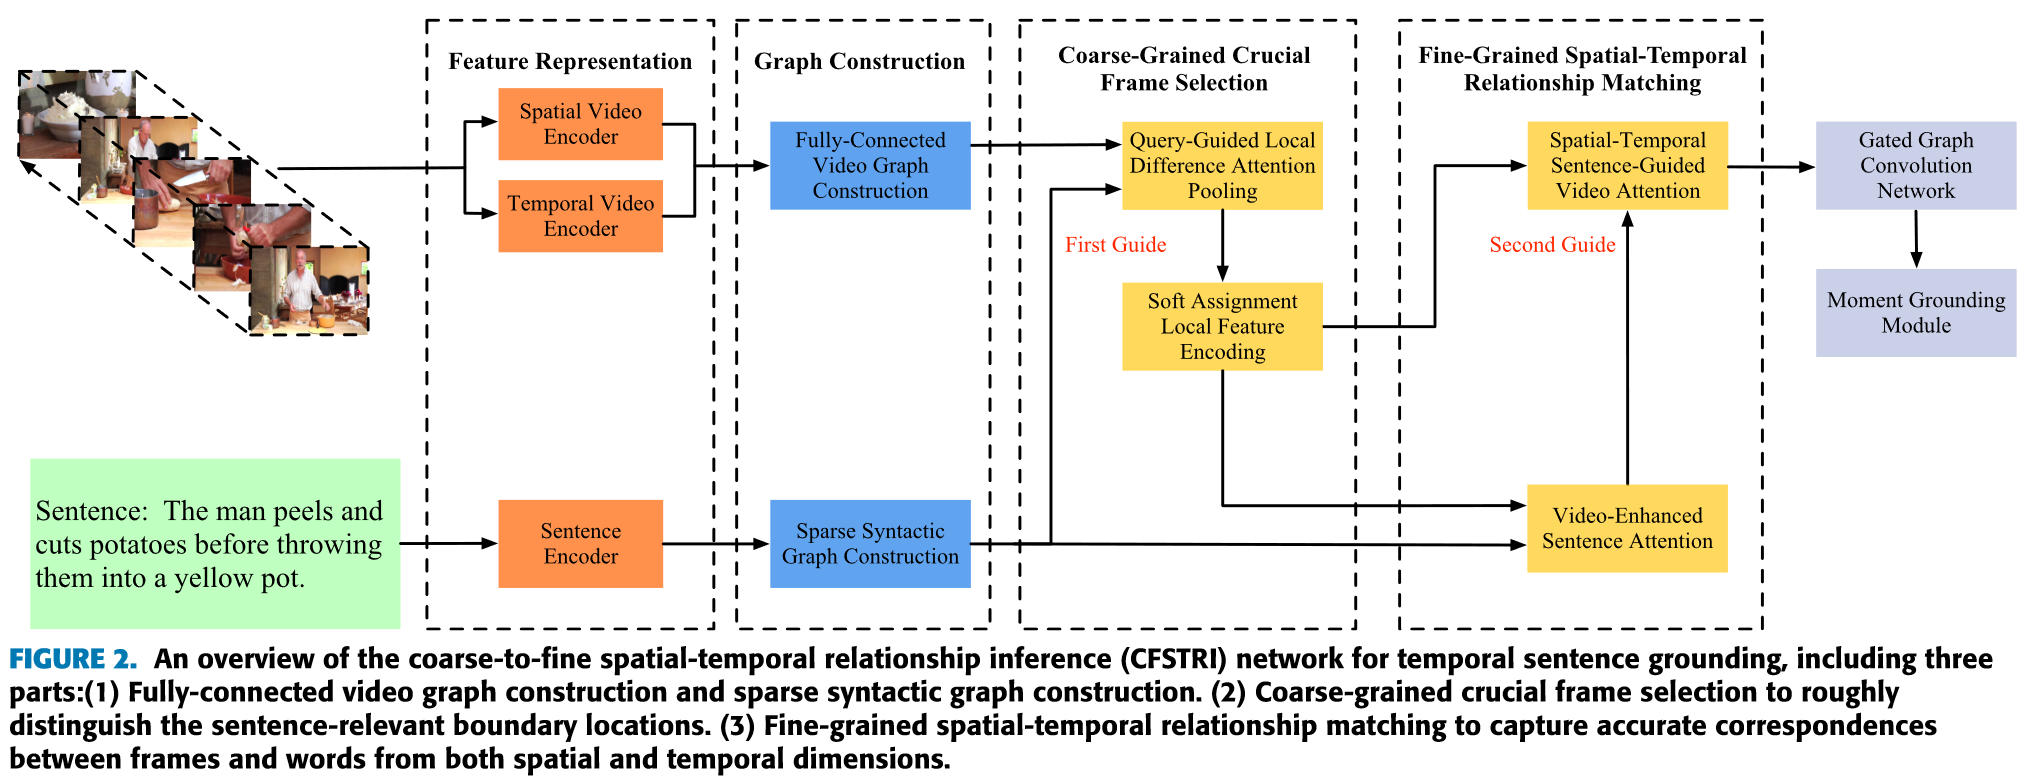 Feature Representation
Spatial Video
Encoder
Temporal Video
Encoder
Sentence
Encoder
Graph Construction
Fully-Connected
Video Graph
Construction
Sparse Syntactic
Graph Construction
Coarse-Grained Crucial
Frame Selection
Query-Guided Local
Difference Attention
Pooling
First Guide
Soft Assignment
Local Feature
Encoding
Fine-Grained Spatial-Temporal
Relationship Matching
Spatial-Temporal
Sentence-Guided
Video Attention
Second Guide
Video-Enhanced
Sentence Attention
Gated Graph
Convolution
Network
Moment Grounding
Module
Sentence: The man peels and
cuts potatoes before throwing
them into a yellow pot.
FIGURE 2. An overview of the coarse-to-fine spatial-temporal relationship inference (CFSTRI) network for temporal sentence grounding, including three
parts:(1) Fully-connected video graph construction and sparse syntactic graph construction. (2) Coarse-grained crucial frame selection to roughly
distinguish the sentence-relevant boundary locations. (3) Fine-grained spatial-temporal relationship matching to capture accurate correspondences
between frames and words from both spatial and temporal dimensions.